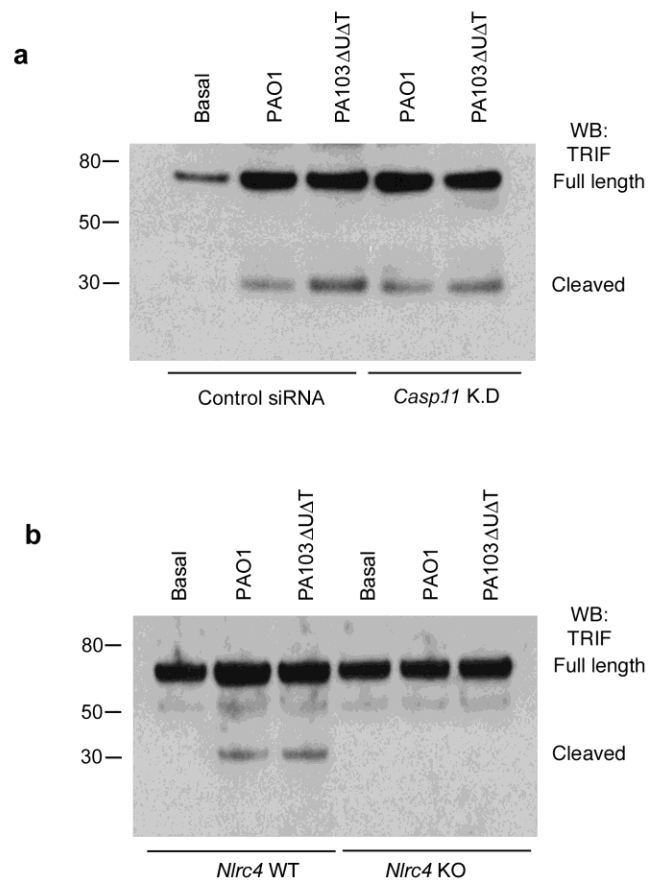 a
Basal
PAO1
PA103ΔUΔT
PAO1
PA103ΔUΔT
WB:
TRIF
80
Full length
50
30
Cleaved
Control siRNA
Casp11 K.D
b
Basal
PAO1
PA103ΔUΔT
Basal
PAO1
PA103ΔUΔT
WB:
TRIF
80
Full length
50
30
Cleaved
Nlrc4 WT
Nlrc4 KO